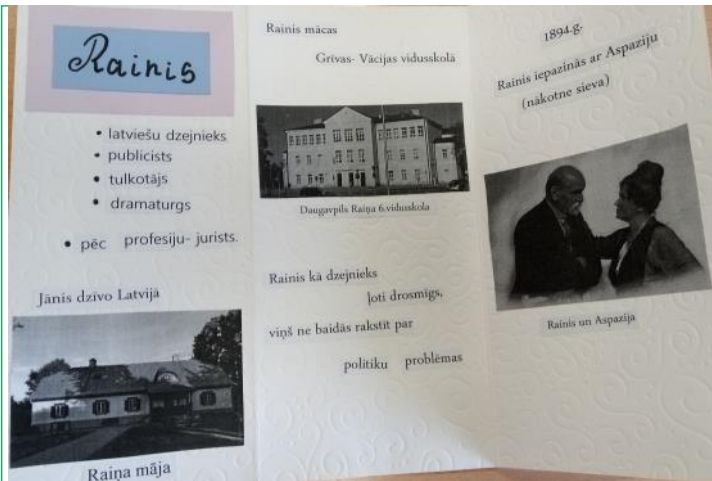 Rainis
• latviešu dzejnieks
• publicists
• tulkotājs
• dramaturgs
• pēc profesiju- jurists.
Jānis dzīvo Latvijā
Raiņa māja
Rainis mācas
Grīvas- Vācijas vidusskolā
Daugavpils Raiņa 6.vidusskola
Rainis kā dzejnieks
ļoti drosmīgs,
viņš ne baidās rakstīt par
politiku problēmas
1894.g.
Rainis iepazinās ar Aspaziju
(nākotne sieva)
Rainis un Aspazija